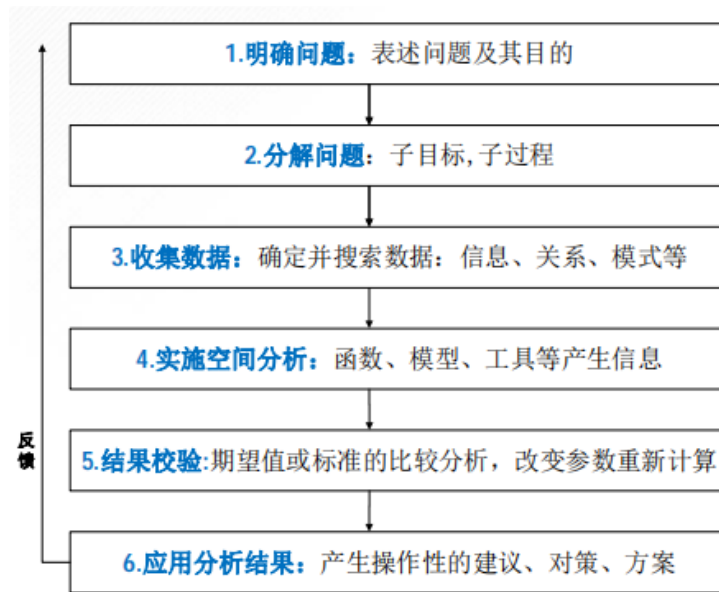 1.明确问题：表述问题及其目的
2.分解问题：子目标,子过程
3.收集数据：确定并搜索数据：信息、关系、模式等
4.实施空间分析：函数、模型、工具等产生信息
反
馈
5.结果校验:期望值或标准的比较分析，改变参数重新计算
6.应用分析结果：产生操作性的建议、对策、方案